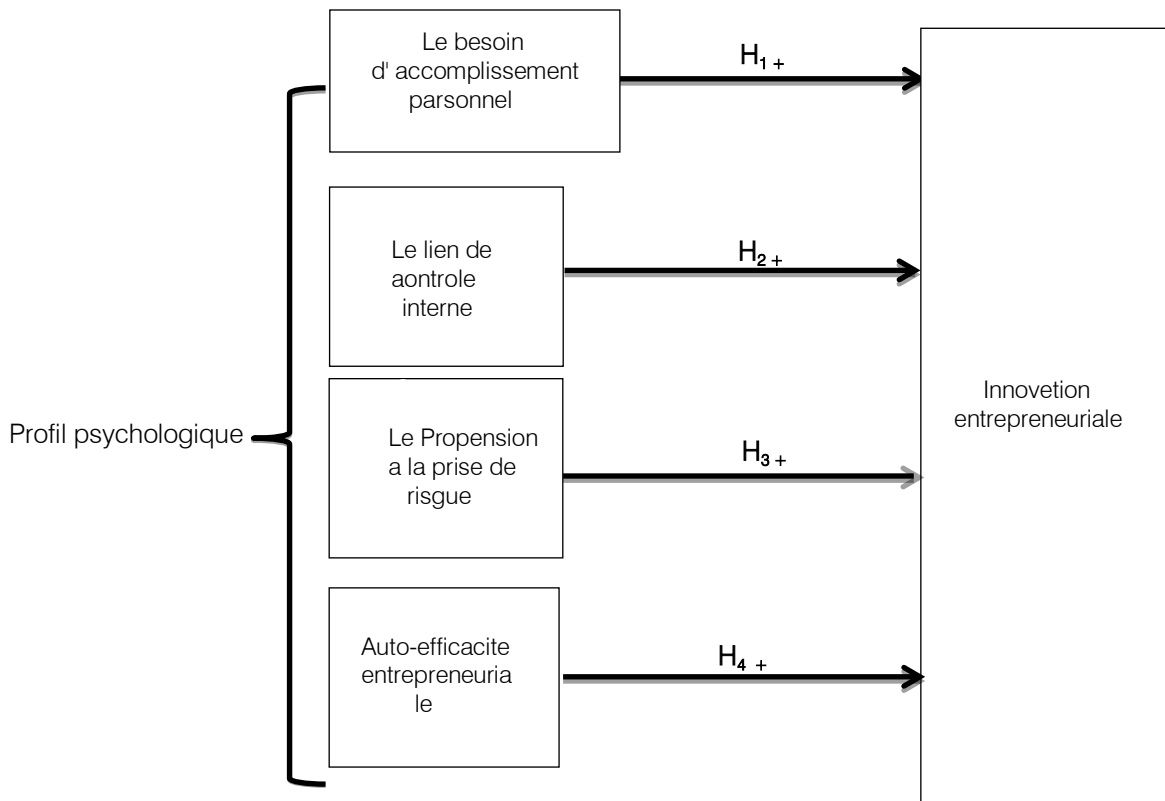 Le besoin
d' accomplissement
parsonnel
H1 +
Le lien de
aontrole
interne
H2 +
Profil psychologique
Le Propension
a la prise de
risgue
H3 +
Innovetion
entrepreneuriale
Auto-efficacite
entrepreneuria
le
H4 +